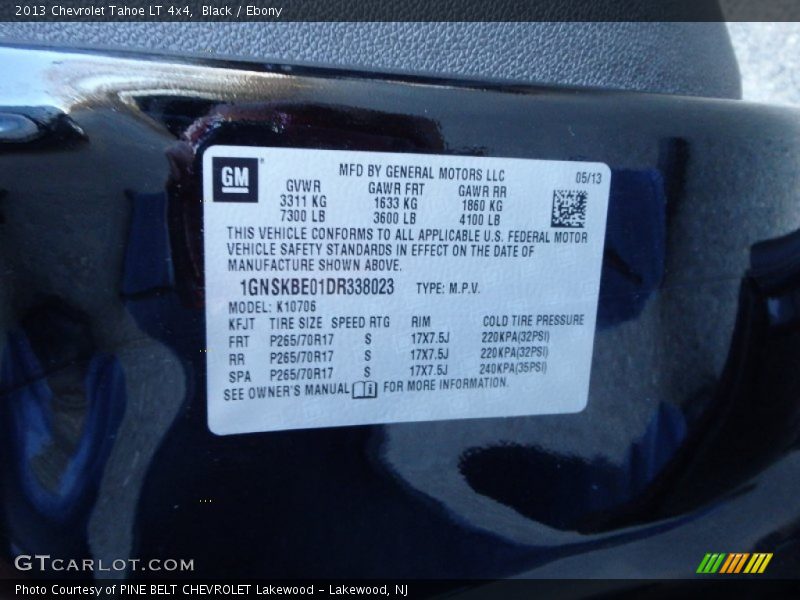 2013 Chevrolet Tahoe LT 4x4, Black / Ebony
GM
MFD BY GENERAL MOTORS LLC 05/13
GVWR GAWR FRT GAWR RR
3311 KG 1633 KG 1860 KG
7300 LB 3600 LB 4100 LB
THIS VEHICLE CONFORMS TO ALL APPLICABLE U.S. FEDERAL MOTOR
VEHICLE SAFETY STANDARDS IN EFFECT ON THE DATE OF
MANUFACTURE SHOWN ABOVE.
1GNSKBE01DR338023 TYPE: M.P.V.
MODEL: K10706
KFJT TIRE SIZE SPEED RTG RIM COLD TIRE PRESSURE
FRT P265/70R17 S 17X7.5J 220KPA(32PSI)
RR P265/70R17 S 17X7.5J 220KPA(32PSI)
SPA P265/70R17 S 17X7.5J 240KPA(35PSI)
SEE OWNER'S MANUAL FOR MORE INFORMATION.
GTCARLOT.COM
Photo Courtesy of PINE BELT CHEVROLET Lakewood - Lakewood, NJ